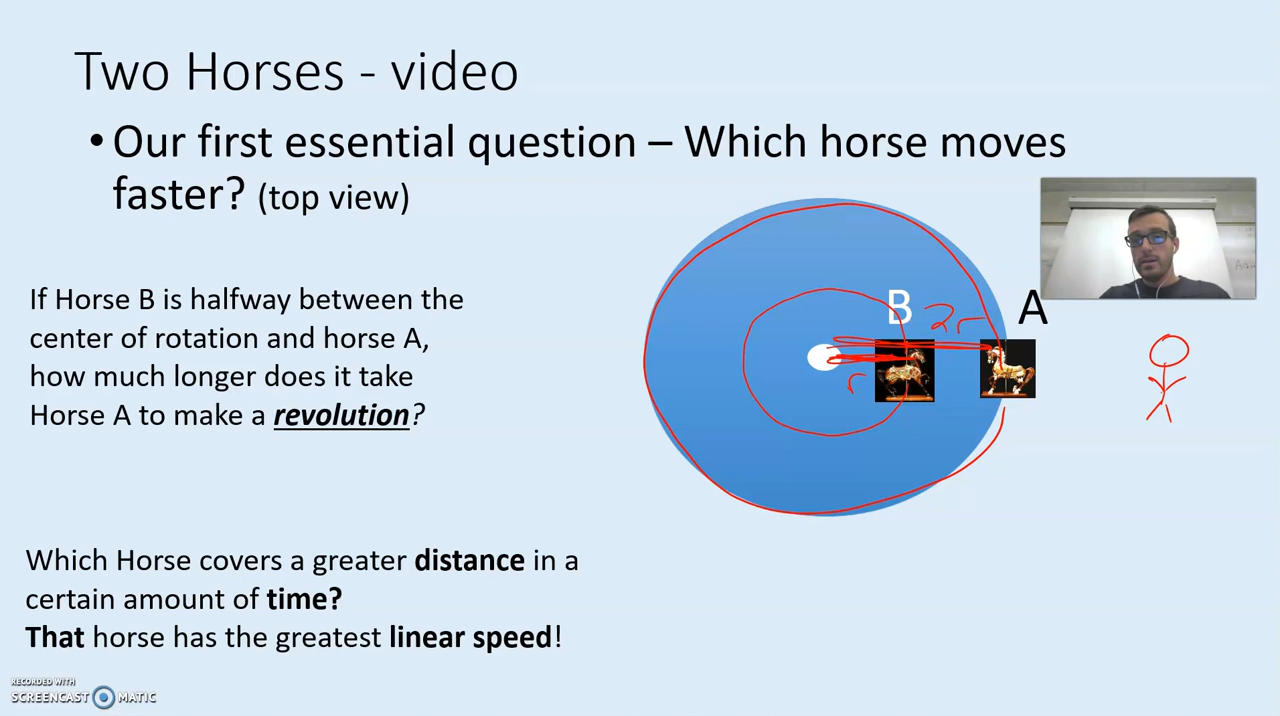 Two Horses - video
• Our first essential question – Which horse moves
faster? (top view)
If Horse B is halfway between the
center of rotation and horse A,
how much longer does it take
Horse A to make a revolution?
B
2r
A
r
Which Horse covers a greater distance in a
certain amount of time?
That horse has the greatest linear speed!
RECORDED WITH
SCREENCAST MATIC